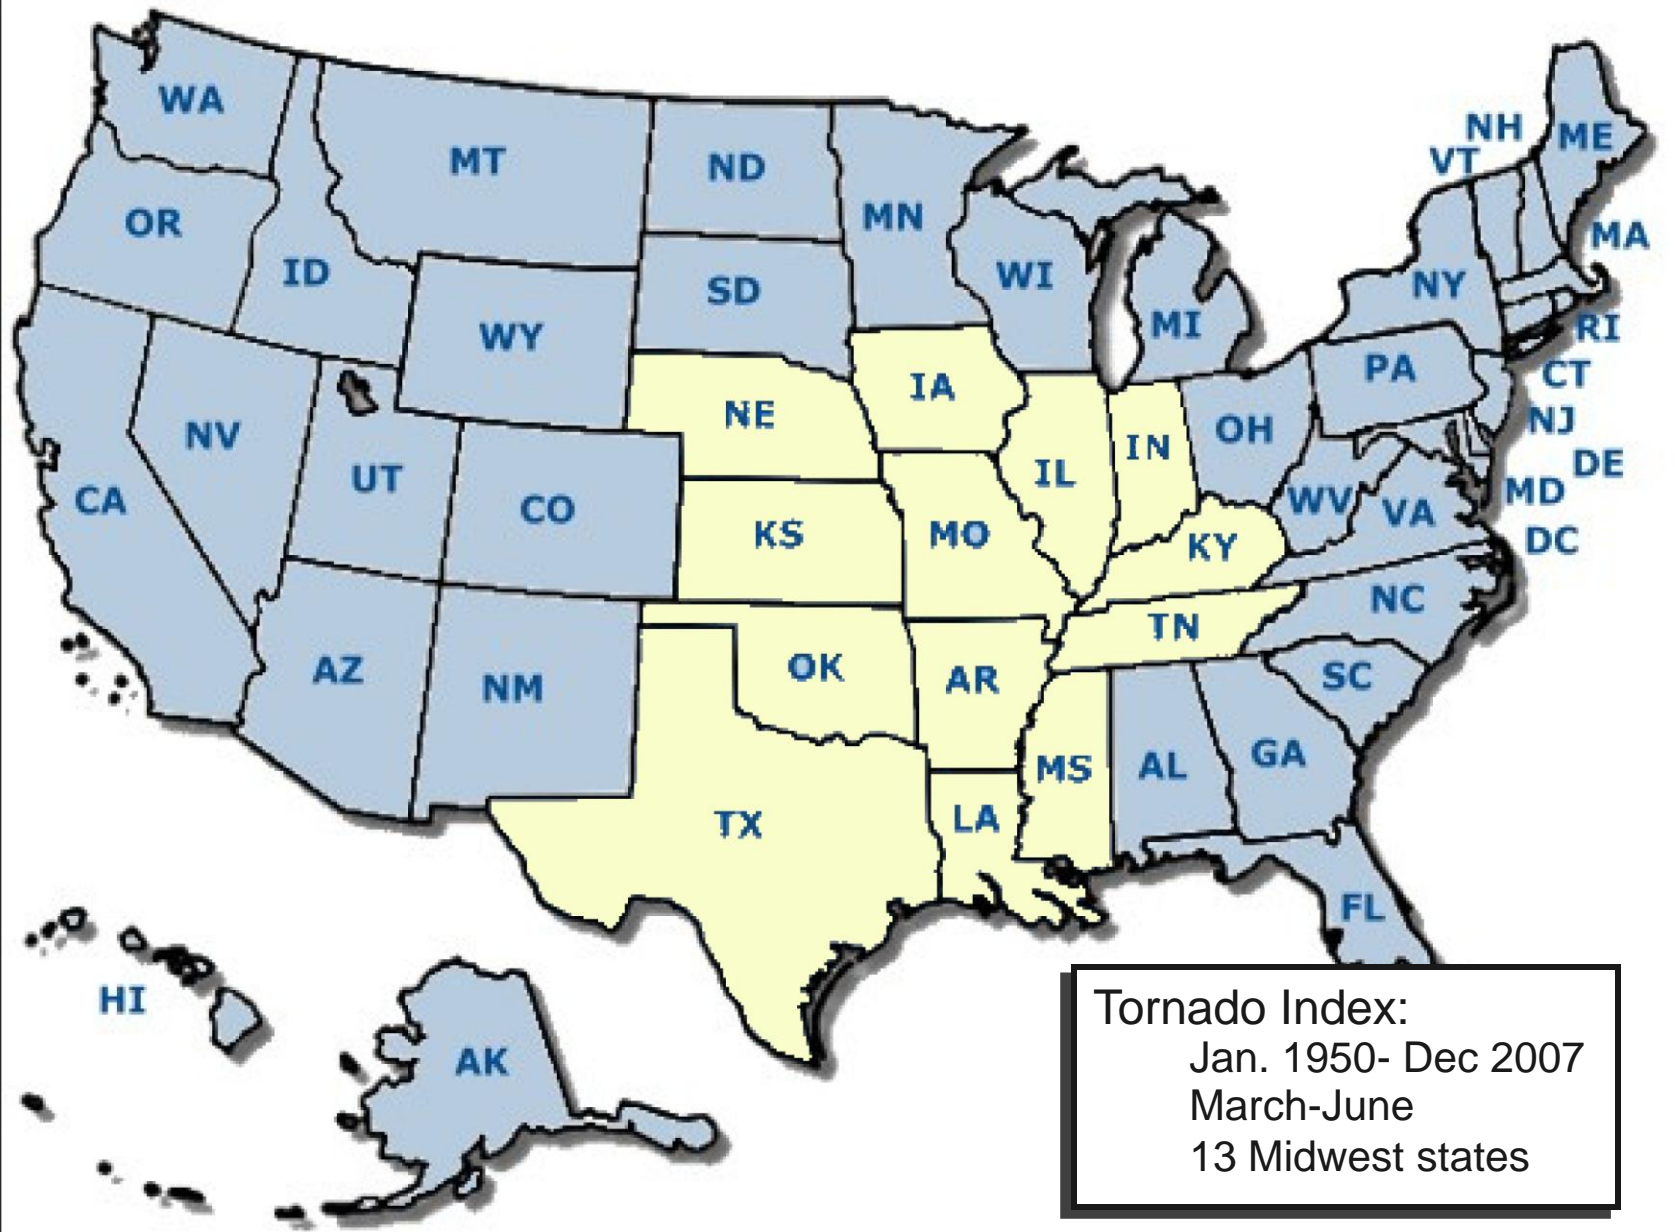 WA
MT
ND
MN
NH
VT
ME
OR
ID
SD
WI
MI
NY
MA
WY
RI
NE
IA
PA
CT
NV
UT
CO
IL
IN
OH
NJ
DE
CA
KS
MO
KY
WV
VA
MD
DC
AZ
NM
OK
AR
TN
NC
SC
TX
LA
MS
AL
GA
FL
HI
AK
Tornado Index:
Jan. 1950- Dec 2007
March-June
13 Midwest states